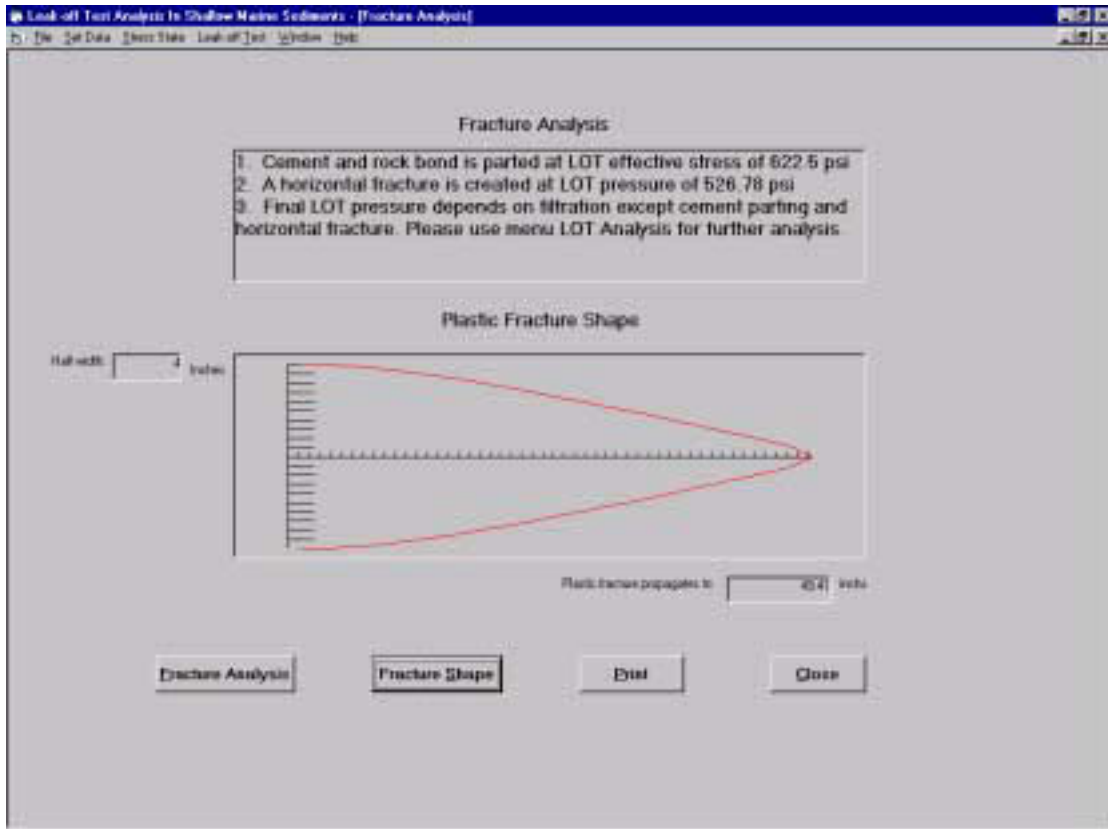 Leak-off Test Analysis In Shallow Marine Sediments - [Fracture Analysis]
File Set Data Stress State Leak-off Test Window Help
Fracture Analysis
1. Cement and rock bond is parted at LOT effective stress of 622.5 psi
2. A horizontal fracture is created at LOT pressure of 526.78 psi
3. Final LOT pressure depends on filtration except cement parting and
horizontal fracture. Please use menu LOT Analysis for further analysis.
Plastic Fracture Shape
Half-width 4 Inches
Plastic fracture propagates to inchs
Fracture Analysis Fracture Shape Print Close